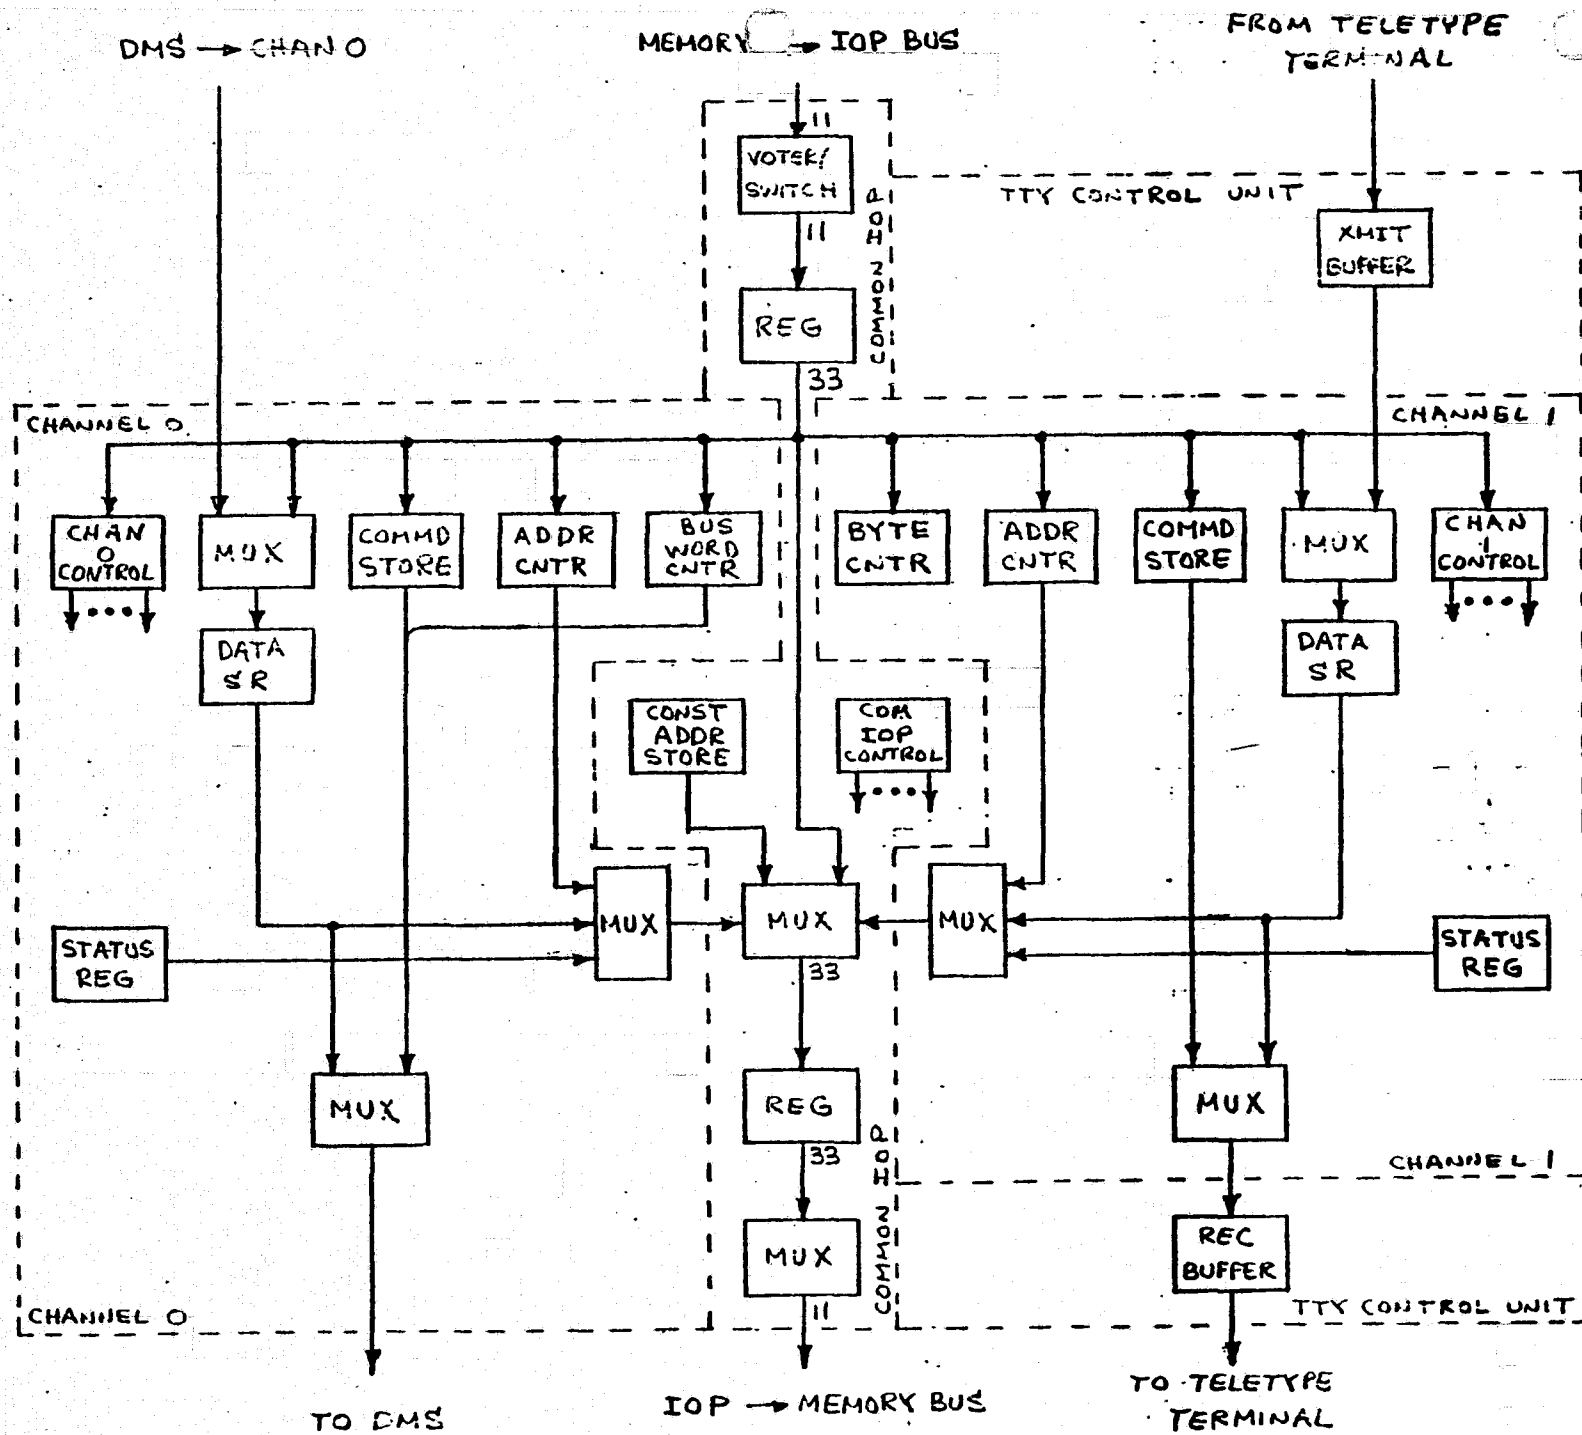 DMS → CHAN 0
MEMORY → IOP BUS
FROM TELETYPE
TERMINAL
11
VOTER/
SWITCH
11
REG
33
COMMON IOP
TTY CONTROL UNIT
XMIT
BUFFER
CHANNEL 0
CHANNEL 1
CHAN
0
CONTROL
MUX
COMMD
STORE
ADDR
CNTR
BUS
WORD
CNTR
BYTE
CNTR
ADDR
CNTR
COMMD
STORE
MUX
CHAN
1
CONTROL
DATA
SR
DATA
SR
CONST
ADDR
STORE
COM
IOP
CONTROL
STATUS
REG
MUX
MUX
33
MUX
STATUS
REG
MUX
REG
33
MUX
CHANNEL 1
MUX
11
COMMON IOP
REC
BUFFER
CHANNEL 0
TTY CONTROL UNIT
TO DMS
IOP → MEMORY BUS
TO TELETYPE
TERMINAL